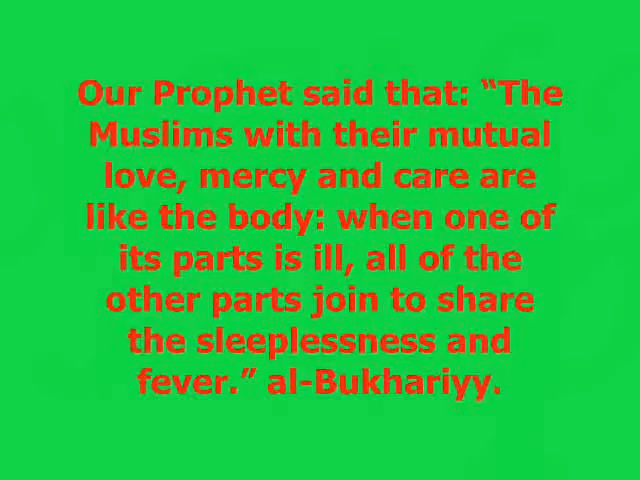 Our Prophet said that: “The
Muslims with their mutual
love, mercy and care are
like the body: when one of
its parts is ill, all of the
other parts join to share
the sleeplessness and
fever.” al-Bukhariyy.